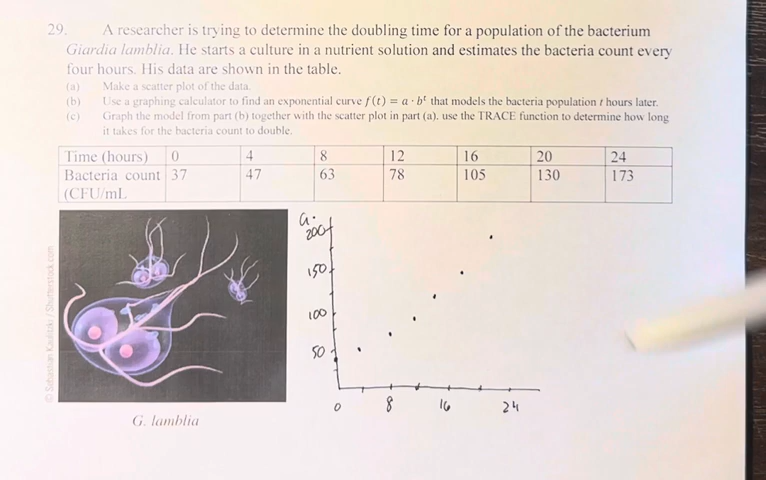 29. A researcher is trying to determine the doubling time for a population of the bacterium
Giardia lamblia. He starts a culture in a nutrient solution and estimates the bacteria count every
four hours. His data are shown in the table.
(a) Make a scatter plot of the data.
(b) Use a graphing calculator to find an exponential curve f(t) = a · bᵗ that models the bacteria population t hours later.
(c) Graph the model from part (b) together with the scatter plot in part (a). use the TRACE function to determine how long
it takes for the bacteria count to double.
Time (hours) 0 4 8 12 16 20 24
Bacteria count 37 47 63 78 105 130 173
(CFU/mL
a.
200
150
100
50
0 8 16 24
© Sebastian Kaulitzki / Shutterstock.com
G. lamblia